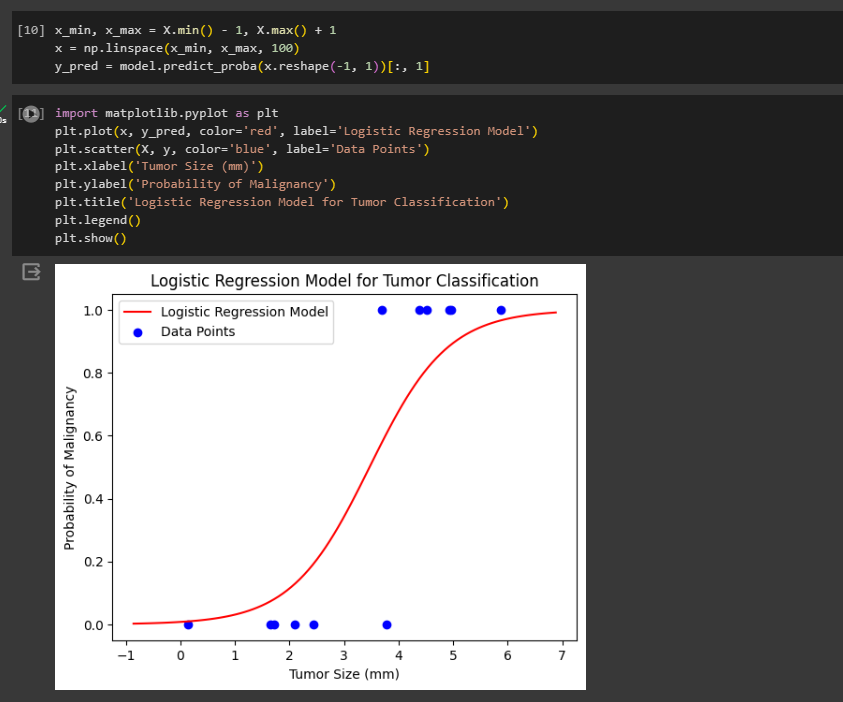 [10] x_min, x_max = X.min() - 1, X.max() + 1
x = np.linspace(x_min, x_max, 100)
y_pred = model.predict_proba(x.reshape(-1, 1))[:, 1]
import matplotlib.pyplot as plt
plt.plot(x, y_pred, color='red', label='Logistic Regression Model')
plt.scatter(X, y, color='blue', label='Data Points')
plt.xlabel('Tumor Size (mm)')
plt.ylabel('Probability of Malignancy')
plt.title('Logistic Regression Model for Tumor Classification')
plt.legend()
plt.show()
Logistic Regression Model for Tumor Classification
Logistic Regression Model
Data Points
1.0
0.8
0.6
0.4
0.2
0.0
Probability of Malignancy
−1 0 1 2 3 4 5 6 7
Tumor Size (mm)